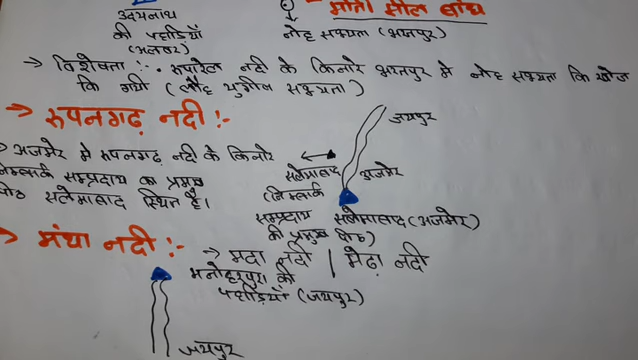 उदयनाथ
की पहाड़ियाँ
(अलवर)
नोह सभ्यता (भरतपुर)
मोती झील बांध
→ विशेषता :- रुपारेल नदी के किनारे भरतपुर मे नोह सभ्यता कि खोज
कि गयी (लौह युगीन सभ्यता)
→ रुपनगढ़ नदी :-
→ अजमेर मे रुपनगढ़ नदी के किनारे
निम्बार्क सम्प्रदाय का प्रमुख
पीठ सलेमाबाद स्थित है।
जयपुर
अजमेर
सलेमाबाद
(निम्बार्क
सम्प्रदाय
की प्रमुख पीठ)
सलेमाबाद (अजमेर)
→ मंथा नदी :-
→ मंदा नदी / मेंढ़ा नदी
मनोहरपुरा की
पहाड़ियाँ (जयपुर)
जयपुर